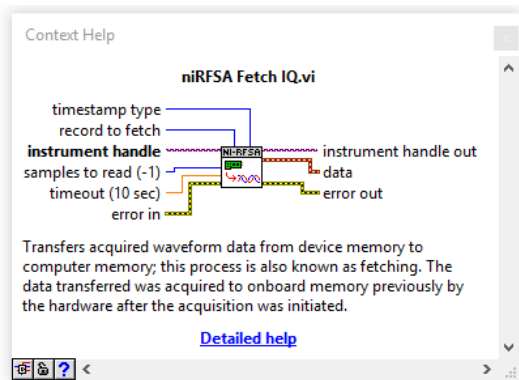 Context Help
x
niRFSA Fetch IQ.vi
timestamp type
record to fetch
instrument handle
samples to read (-1)
timeout (10 sec)
error in
NI-RFSA
instrument handle out
data
error out
Transfers acquired waveform data from device memory to
computer memory; this process is also known as fetching. The
data transferred was acquired to onboard memory previously by
the hardware after the acquisition was initiated.
Detailed help
?